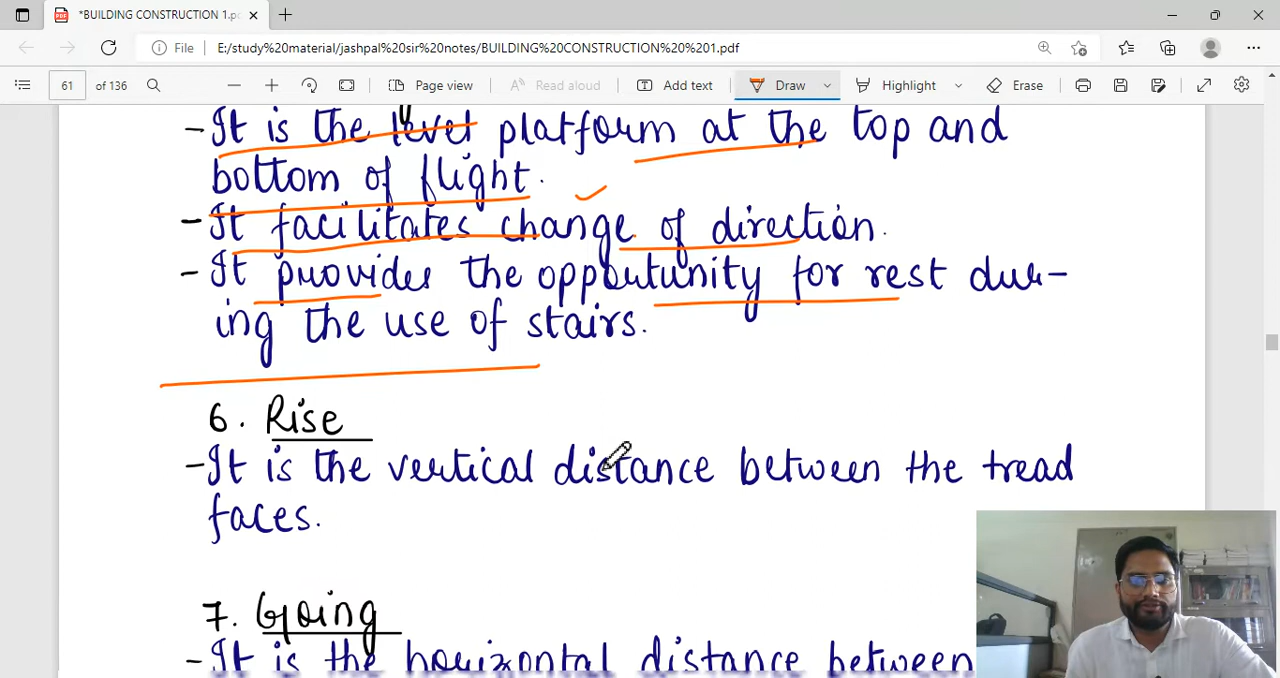 *BUILDING CONSTRUCTION 1.pd
File E:/study%20material/jashpal%20sir%20notes/BUILDING%20CONSTRUCTION%20%201.pdf
61 of 136 Page view Read aloud Add text Draw Highlight Erase
- It is the level platform at the top and
bottom of flight.
- It facilitates change of direction.
- It provides the opportunity for rest dur-
ing the use of stairs.
6. Rise
- It is the vertical distance between the tread
faces.
7. Going
- It is the horizontal distance between